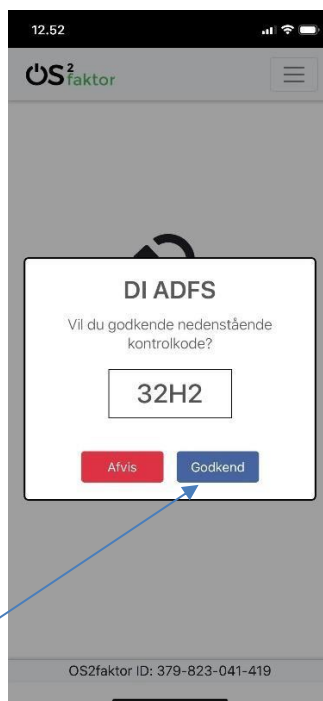 12.52
OS2faktor
DI ADFS
Vil du godkende nedenstående
kontrolkode?
32H2
Afvis Godkend
OS2faktor ID: 379-823-041-419